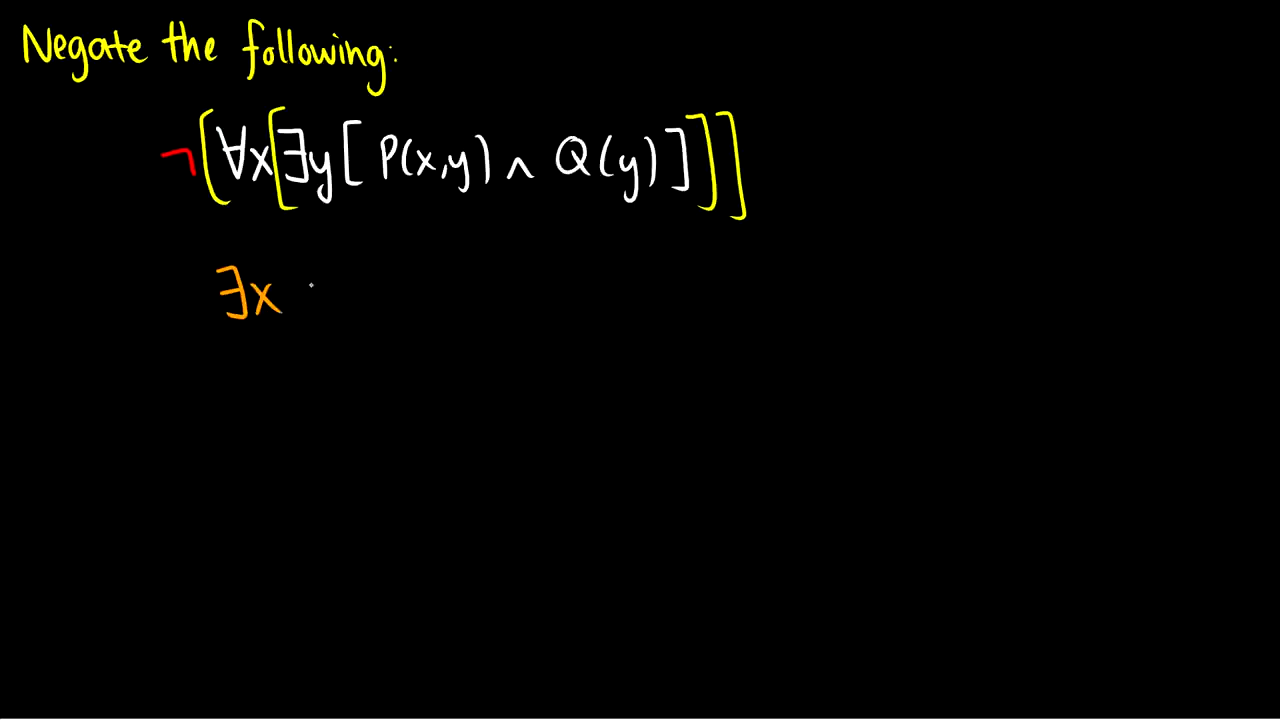 Negate the following:
¬[∀x[∃y[P(x,y) ∧ Q(y)]]]
∃x